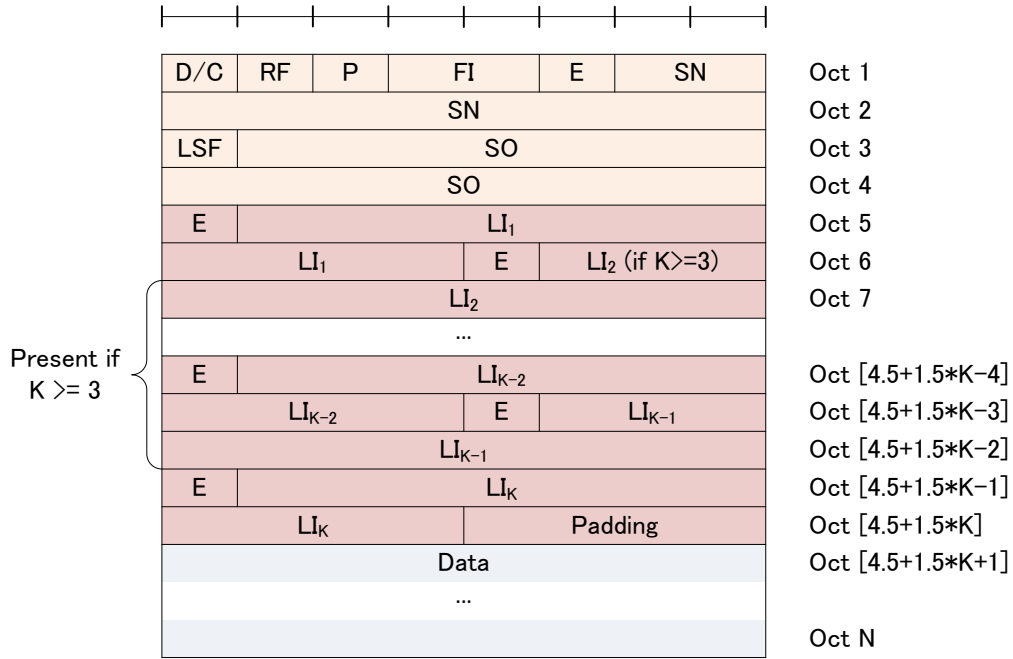 D/C RF P FI E SN Oct 1
SN Oct 2
LSF SO Oct 3
SO Oct 4
E LI₁ Oct 5
LI₁ E LI₂ (if K>=3) Oct 6
LI₂ Oct 7
...
Present if
K >= 3
E LIK-2 Oct [4.5+1.5*K-4]
LIK-2 E LIK-1 Oct [4.5+1.5*K-3]
LIK-1 Oct [4.5+1.5*K-2]
E LIK Oct [4.5+1.5*K-1]
LIK Padding Oct [4.5+1.5*K]
Data Oct [4.5+1.5*K+1]
...
Oct N